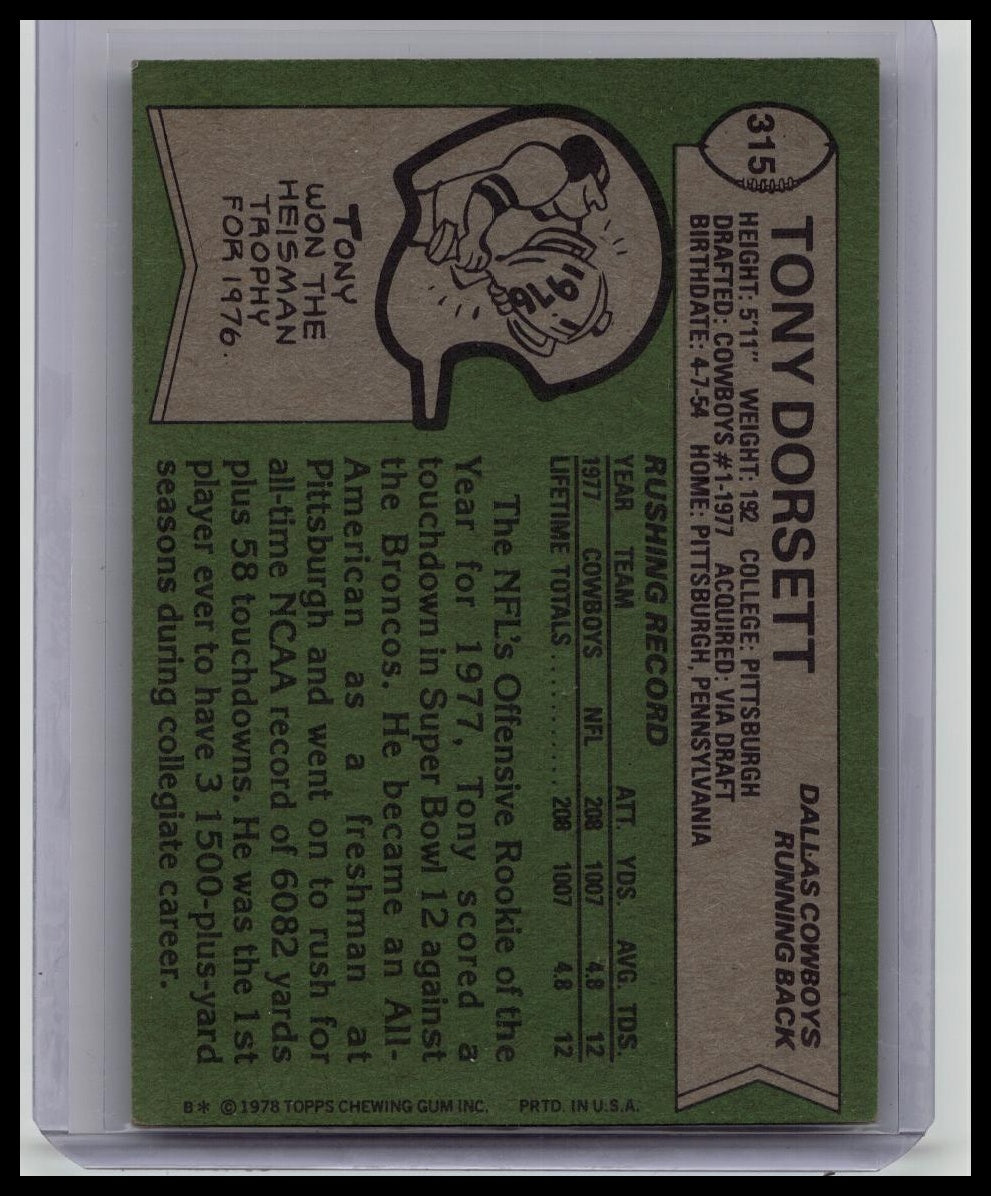 315
TONY DORSETT
DALLAS COWBOYS
RUNNING BACK
HEIGHT: 5'11" WEIGHT: 192 COLLEGE: PITTSBURGH
DRAFTED: COWBOYS #1-1977 ACQUIRED: VIA DRAFT
BIRTHDATE: 4-7-54 HOME: PITTSBURGH, PENNSYLVANIA
1976
TONY
WON THE
HEISMAN
TROPHY
FOR 1976.
RUSHING RECORD
YEAR TEAM ATT. YDS. AVG. TDS.
1977 COWBOYS NFL 208 1007 4.8 12
LIFETIME TOTALS .......... 208 1007 4.8 12
The NFL's Offensive Rookie of the
Year for 1977, Tony scored a
touchdown in Super Bowl 12 against
the Broncos. He became an All-
American as a freshman at
Pittsburgh and went on to rush for
all-time NCAA record of 6082 yards
plus 58 touchdowns. He was the 1st
player ever to have 3 1500-plus-yard
seasons during collegiate career.
B* ©1978 TOPPS CHEWING GUM INC. PRTD. IN U.S.A.